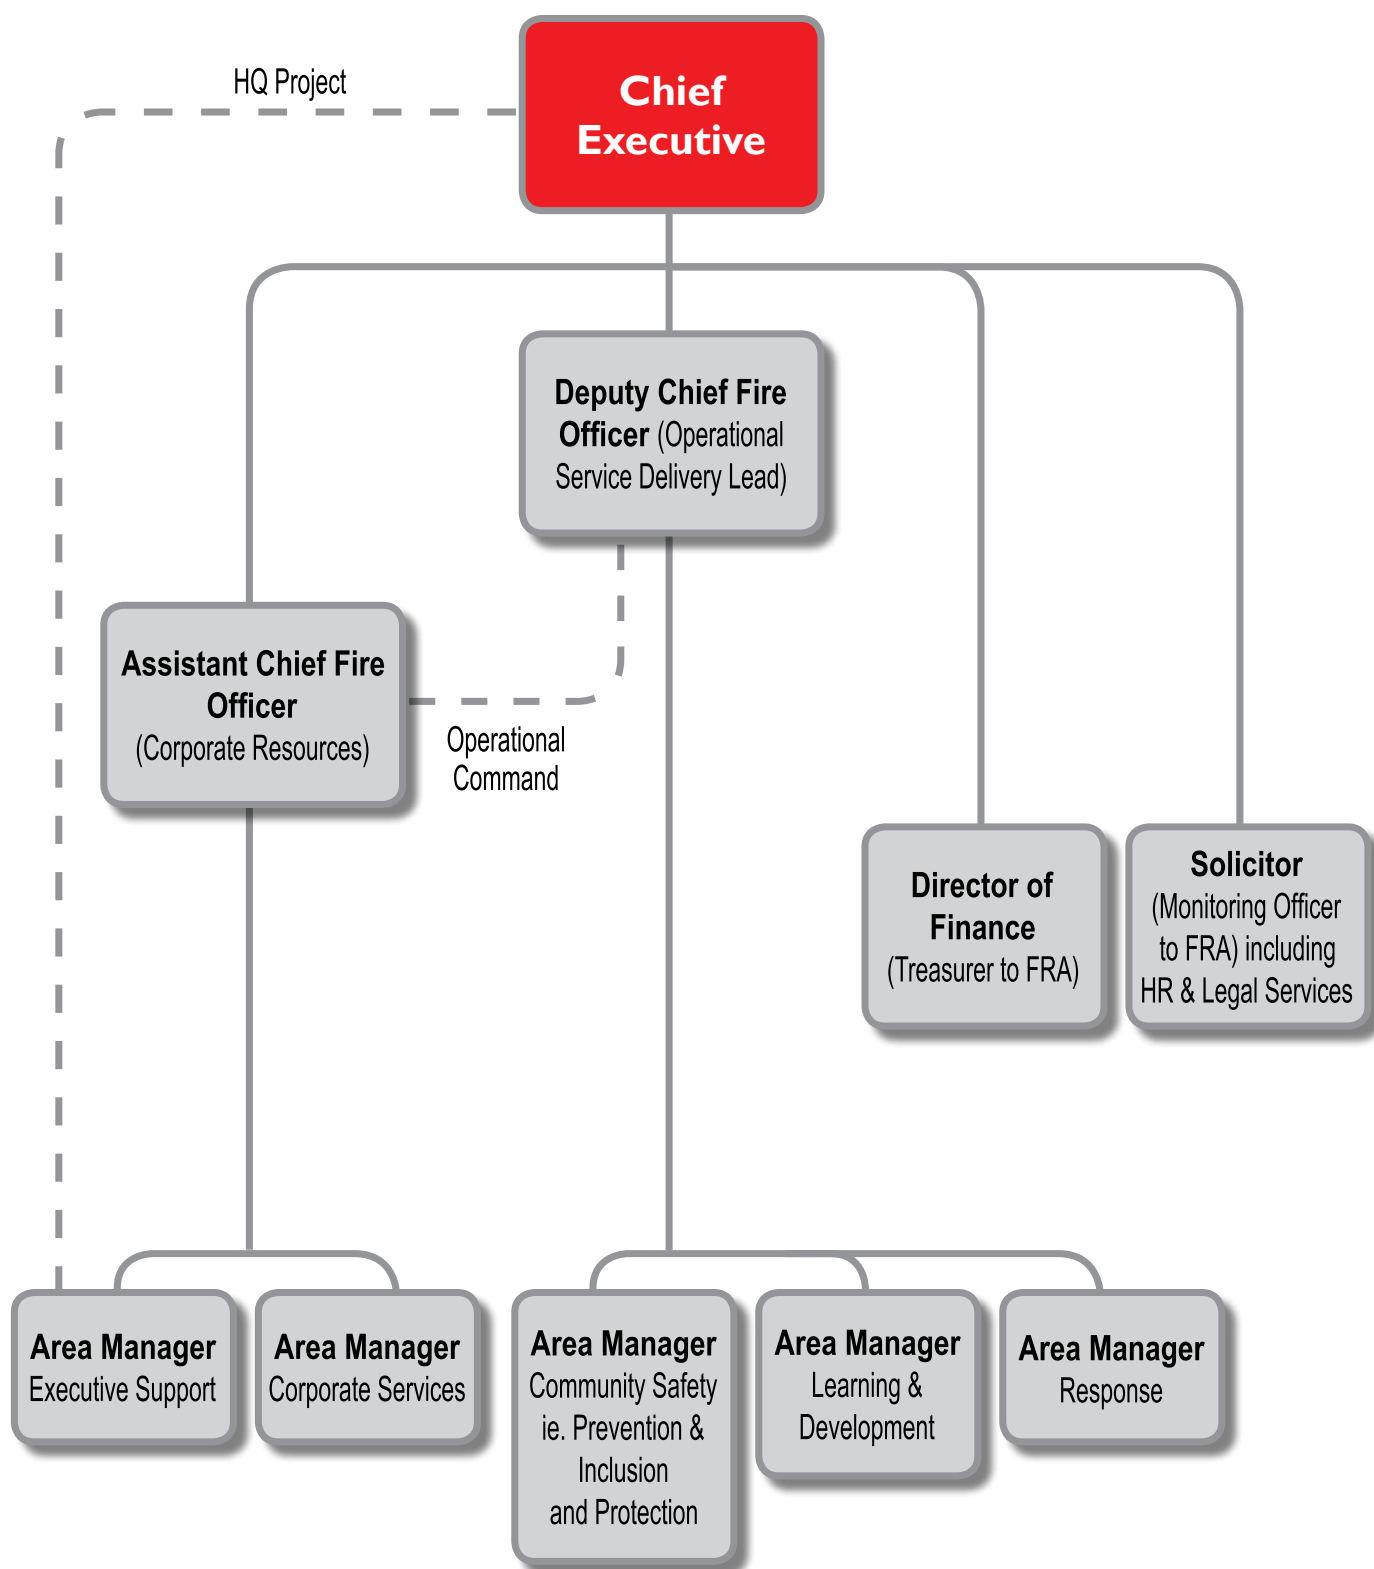 HQ Project
Chief
Executive
Deputy Chief Fire
Officer (Operational
Service Delivery Lead)
Assistant Chief Fire
Officer
(Corporate Resources)
Operational
Command
Director of
Finance
(Treasurer to FRA)
Solicitor
(Monitoring Officer
to FRA) including
HR & Legal Services
Area Manager
Executive Support
Area Manager
Corporate Services
Area Manager
Community Safety
ie. Prevention &
Inclusion
and Protection
Area Manager
Learning &
Development
Area Manager
Response